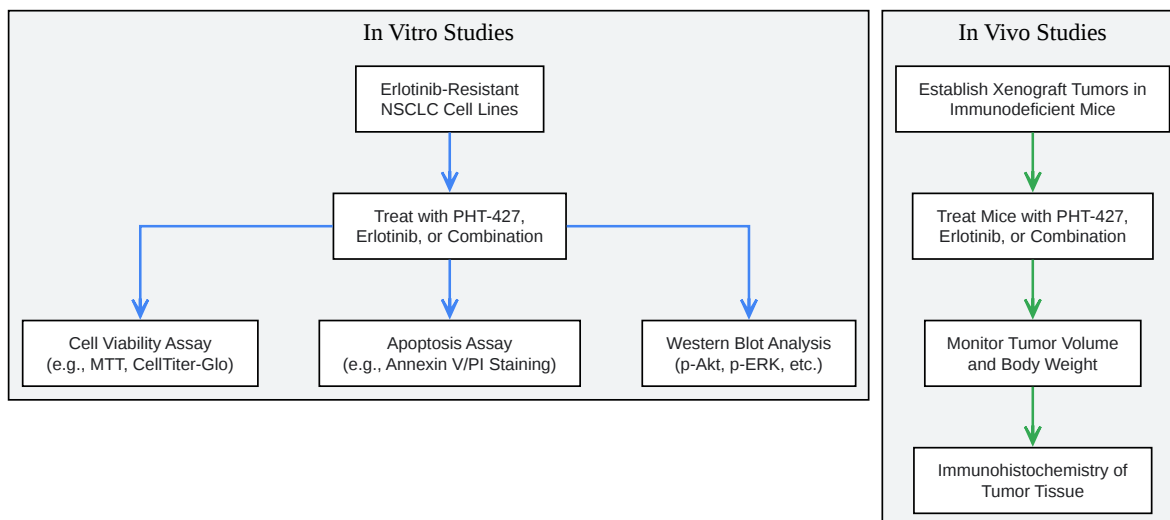 In Vitro Studies
Erlotinib-Resistant
NSCLC Cell Lines
Treat with PHT-427,
Erlotinib, or Combination
Cell Viability Assay
(e.g., MTT, CellTiter-Glo)
Apoptosis Assay
(e.g., Annexin V/PI Staining)
Western Blot Analysis
(p-Akt, p-ERK, etc.)
In Vivo Studies
Establish Xenograft Tumors in
Immunodeficient Mice
Treat Mice with PHT-427,
Erlotinib, or Combination
Monitor Tumor Volume
and Body Weight
Immunohistochemistry of
Tumor Tissue